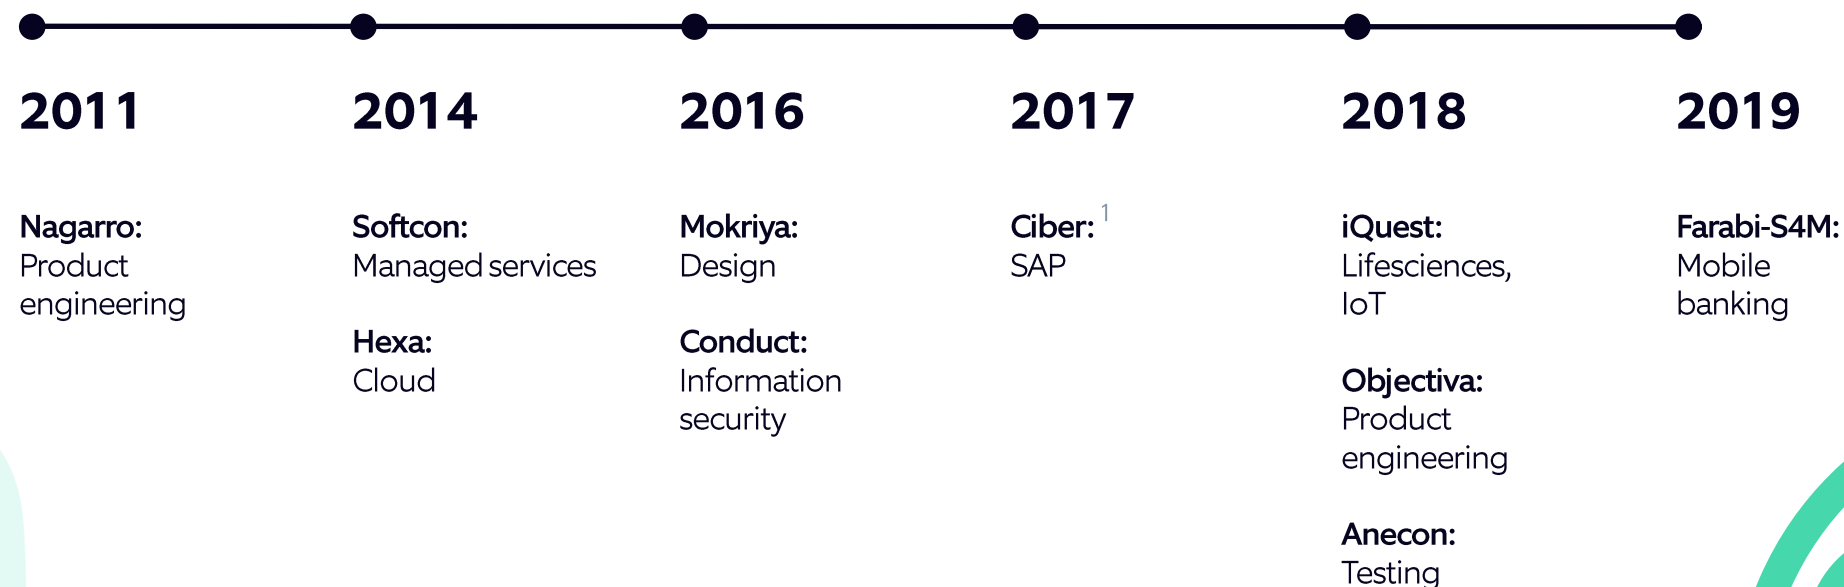 2011
Nagarro:
Product
engineering
2014
Softcon:
Managed services
Hexa:
Cloud
2016
Mokriya:
Design
Conduct:
Information
security
2017
Ciber: 1
SAP
2018
iQuest:
Lifesciences,
IoT
Objectiva:
Product
engineering
Anecon:
Testing
2019
Farabi-S4M:
Mobile
banking